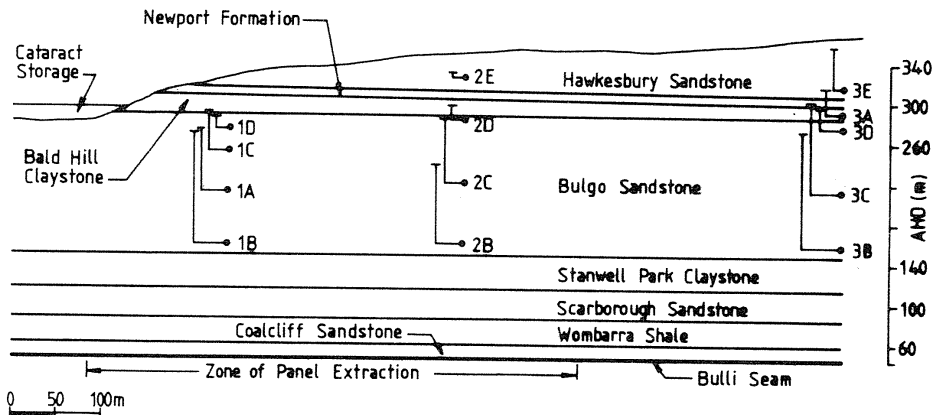 Newport Formation
Cataract
Storage
2E
Hawkesbury Sandstone
340
3E
300
3A
1D
2D
3D
Bald Hill
Claystone
1C
260
1A
2C
Bulgo Sandstone
3C
AHD (m)
1B
2B
3B
Stanwell Park Claystone
140
Scarborough Sandstone
100
Coalcliff Sandstone
Wombarra Shale
60
Zone of Panel Extraction
Bulli Seam
0 50 100m